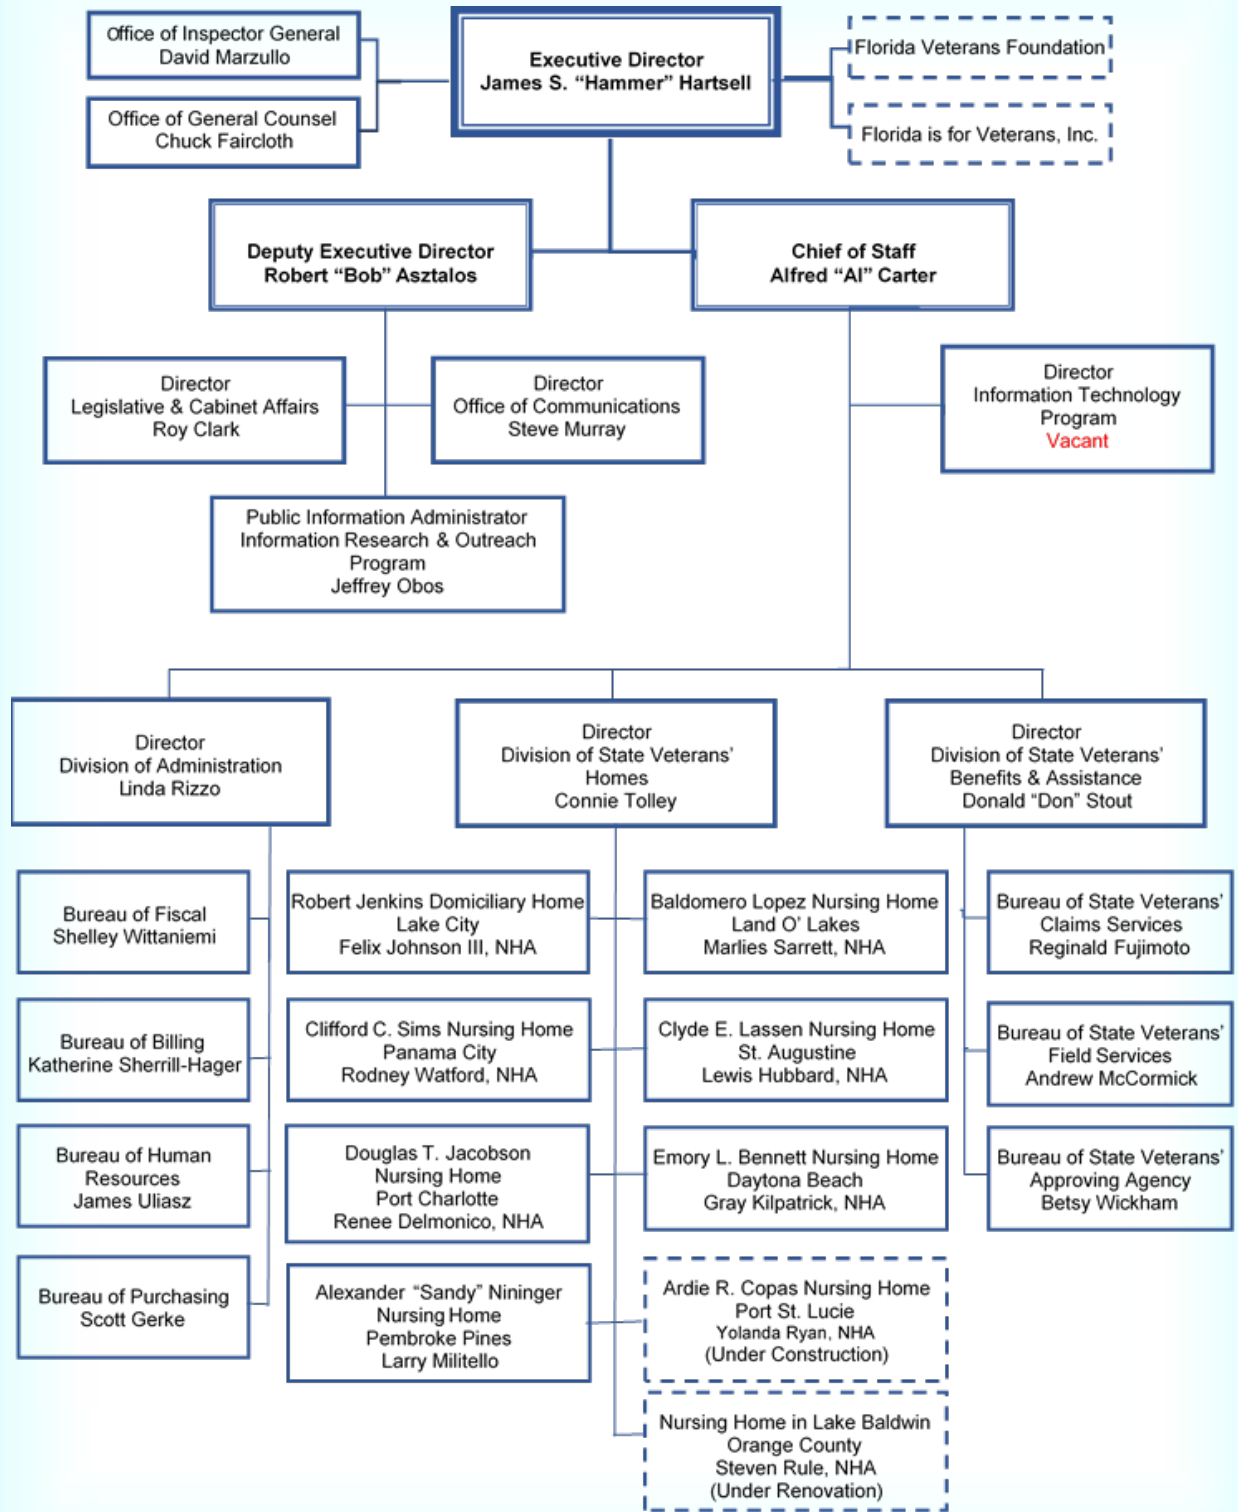 Office of Inspector General
David Marzullo
Executive Director
James S. “Hammer” Hartsell
Florida Veterans Foundation
Office of General Counsel
Chuck Faircloth
Florida is for Veterans, Inc.
Deputy Executive Director
Robert “Bob” Asztalos
Chief of Staff
Alfred “Al” Carter
Director
Legislative & Cabinet Affairs
Roy Clark
Director
Office of Communications
Steve Murray
Director
Information Technology
Program
Vacant
Public Information Administrator
Information Research & Outreach
Program
Jeffrey Obos
Director
Division of Administration
Linda Rizzo
Director
Division of State Veterans’
Homes
Connie Tolley
Director
Division of State Veterans’
Benefits & Assistance
Donald “Don” Stout
Bureau of Fiscal
Shelley Wittaniemi
Robert Jenkins Domiciliary Home
Lake City
Felix Johnson III, NHA
Baldomero Lopez Nursing Home
Land O’ Lakes
Marlies Sarrett, NHA
Bureau of State Veterans’
Claims Services
Reginald Fujimoto
Bureau of Billing
Katherine Sherrill-Hager
Clifford C. Sims Nursing Home
Panama City
Rodney Watford, NHA
Clyde E. Lassen Nursing Home
St. Augustine
Lewis Hubbard, NHA
Bureau of State Veterans’
Field Services
Andrew McCormick
Bureau of Human
Resources
James Uliasz
Douglas T. Jacobson
Nursing Home
Port Charlotte
Renee Delmonico, NHA
Emory L. Bennett Nursing Home
Daytona Beach
Gray Kilpatrick, NHA
Bureau of State Veterans’
Approving Agency
Betsy Wickham
Bureau of Purchasing
Scott Gerke
Alexander “Sandy” Nininger
Nursing Home
Pembroke Pines
Larry Militello
Ardie R. Copas Nursing Home
Port St. Lucie
Yolanda Ryan, NHA
(Under Construction)
Nursing Home in Lake Baldwin
Orange County
Steven Rule, NHA
(Under Renovation)